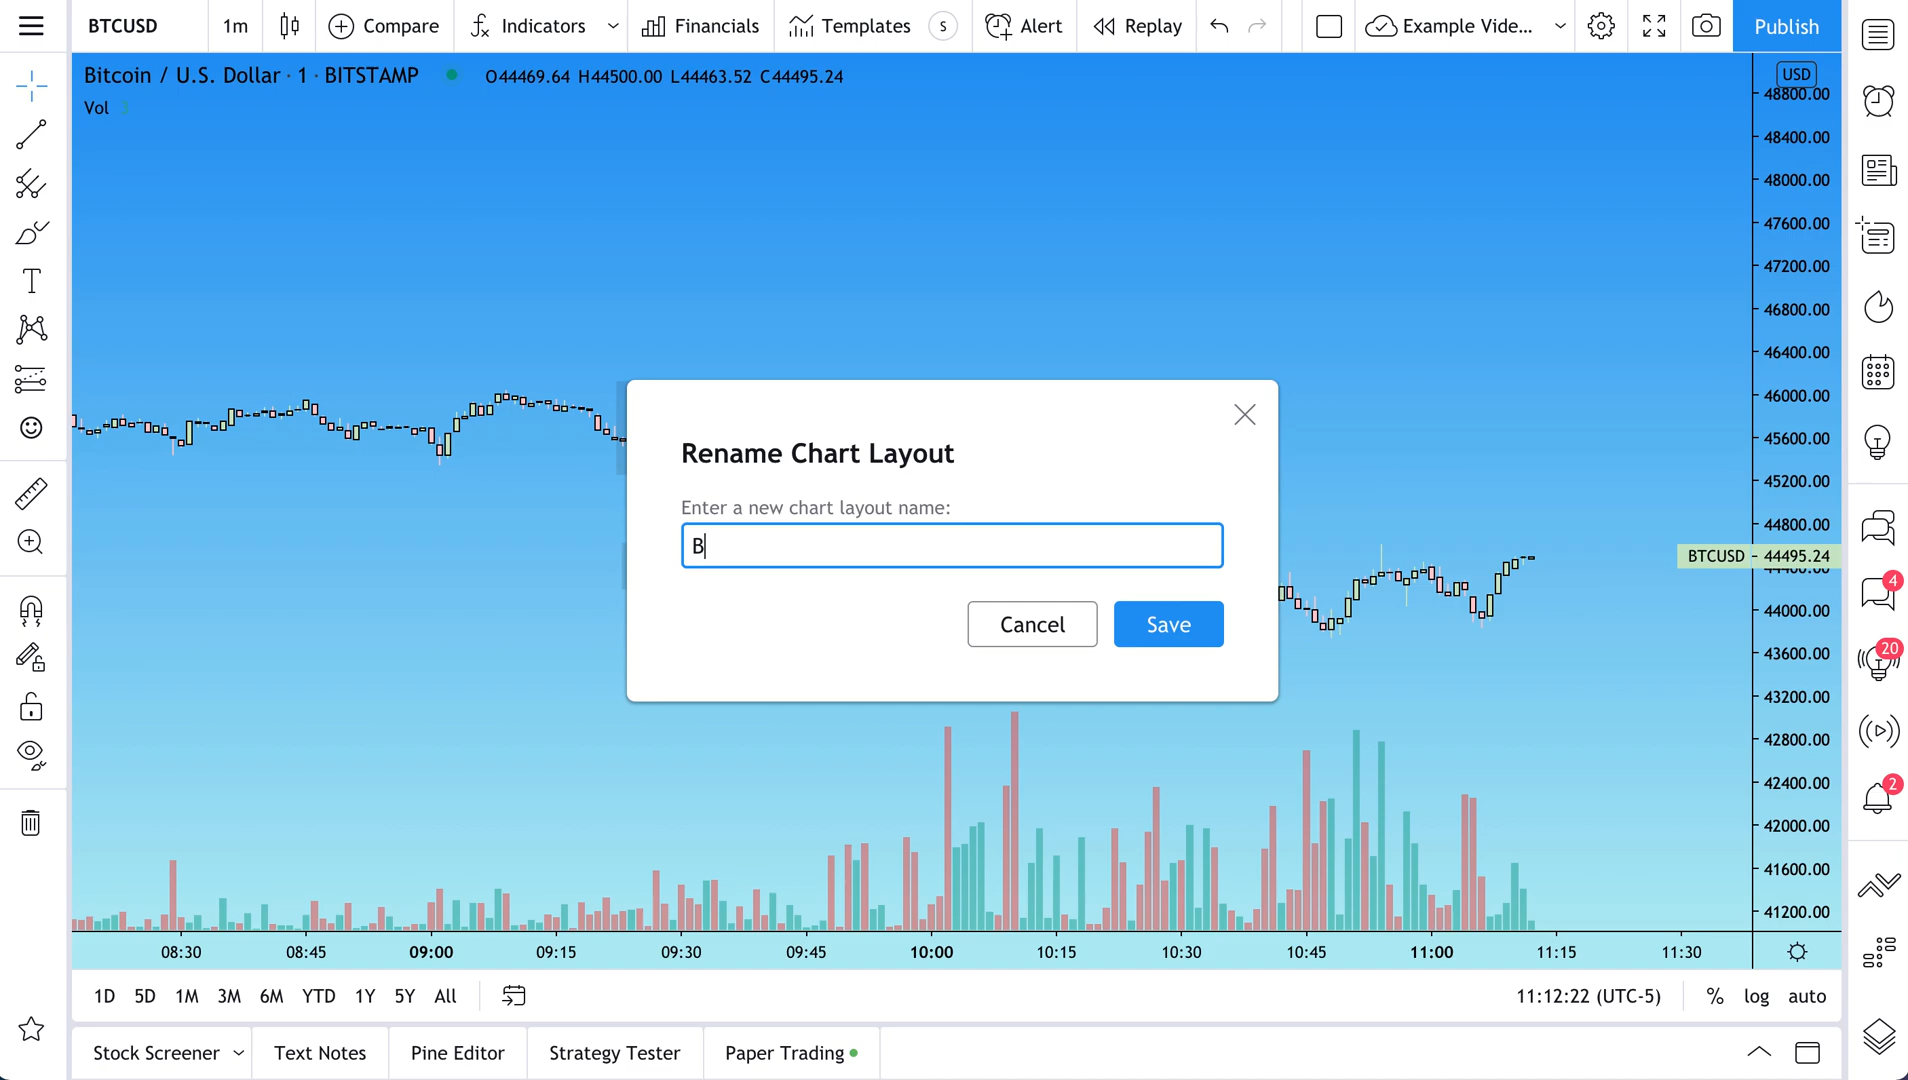 BTCUSD 1m Compare Indicators Financials Templates S Alert Replay Example Vide... Publish
Bitcoin / U.S. Dollar · 1 · BITSTAMP O44469.64 H44500.00 L44463.52 C44495.24
USD
Vol
48800.00
48400.00
48000.00
47600.00
47200.00
46800.00
46400.00
46000.00
45600.00
45200.00
44800.00
BTCUSD 44495.24
44400.00
44000.00
43600.00
43200.00
42800.00
42400.00
42000.00
41600.00
41200.00
Rename Chart Layout
Enter a new chart layout name:
B
Cancel Save
4
20
2
08:30 08:45 09:00 09:15 09:30 09:45 10:00 10:15 10:30 10:45 11:00 11:15 11:30
1D 5D 1M 3M 6M YTD 1Y 5Y All 11:12:22 (UTC-5) % log auto
Stock Screener Text Notes Pine Editor Strategy Tester Paper Trading